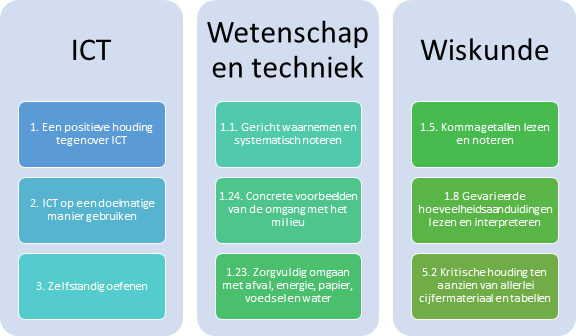 ICT
1. Een positieve houding
tegenover ICT
2. ICT op een doelmatige
manier gebruiken
3. Zelfstandig oefenen
Wetenschap
en techniek
1.1. Gericht waarnemen en
systematisch noteren
1.24. Concrete voorbeelden
van de omgang met het
milieu
1.23. Zorgvuldig omgaan
met afval, energie, papier,
voedsel en water
Wiskunde
1.5. Kommagetallen lezen
en noteren
1.8 Gevarieerde
hoeveelheidsaanduidingen
lezen en interpreteren
5.2 Kritische houding ten
aanzien van allerlei
cijfermateriaal en tabellen